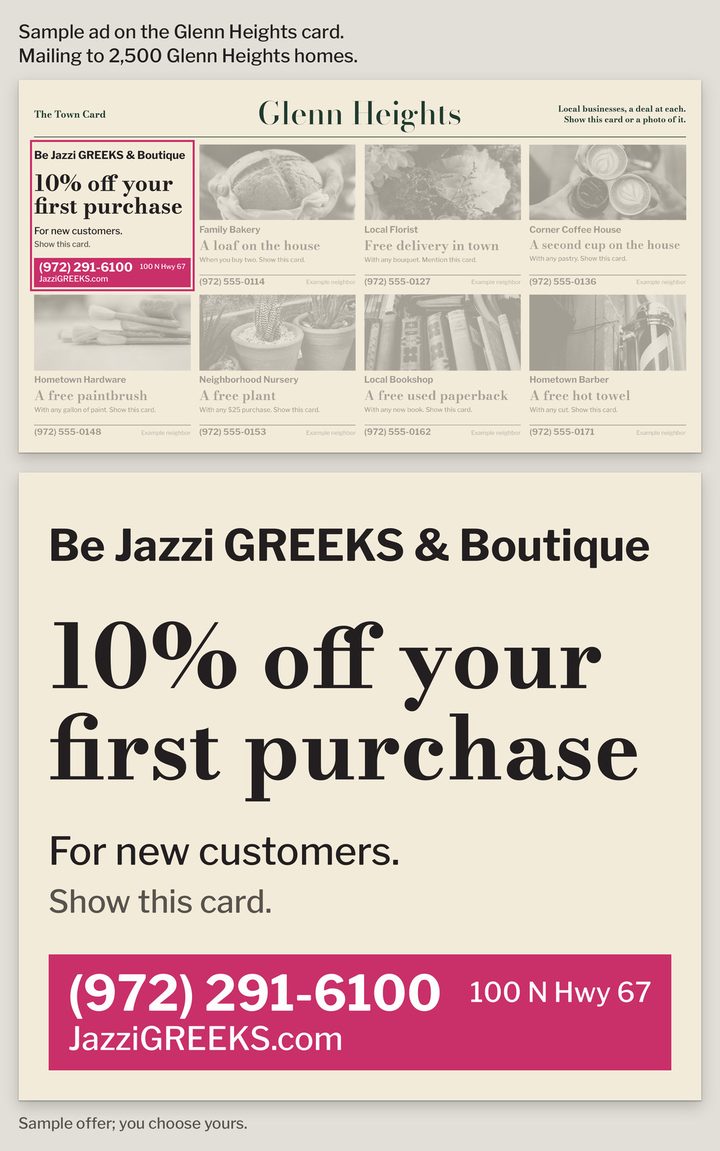 Sample ad on the Glenn Heights card.
Mailing to 2,500 Glenn Heights homes.
The Town Card
Glenn Heights
Local businesses, a deal at each.
Show this card or a photo of it.
Be Jazzi GREEKS & Boutique
10% off your
first purchase
For new customers.
Show this card.
(972) 291-6100 100 N Hwy 67
JazziGREEKS.com
Family Bakery
A loaf on the house
When you buy two. Show this card.
(972) 555-0114 Example neighbor
Local Florist
Free delivery in town
With any bouquet. Mention this card.
(972) 555-0127 Example neighbor
Corner Coffee House
A second cup on the house
With any pastry. Show this card.
(972) 555-0136 Example neighbor
Hometown Hardware
A free paintbrush
With any gallon of paint. Show this card.
(972) 555-0148 Example neighbor
Neighborhood Nursery
A free plant
With any $25 purchase. Show this card.
(972) 555-0153 Example neighbor
Local Bookshop
A free used paperback
With any new book. Show this card.
(972) 555-0162 Example neighbor
Hometown Barber
A free hot towel
With any cut. Show this card.
(972) 555-0171 Example neighbor
Be Jazzi GREEKS & Boutique
10% off your
first purchase
For new customers.
Show this card.
(972) 291-6100 100 N Hwy 67
JazziGREEKS.com
Sample offer; you choose yours.